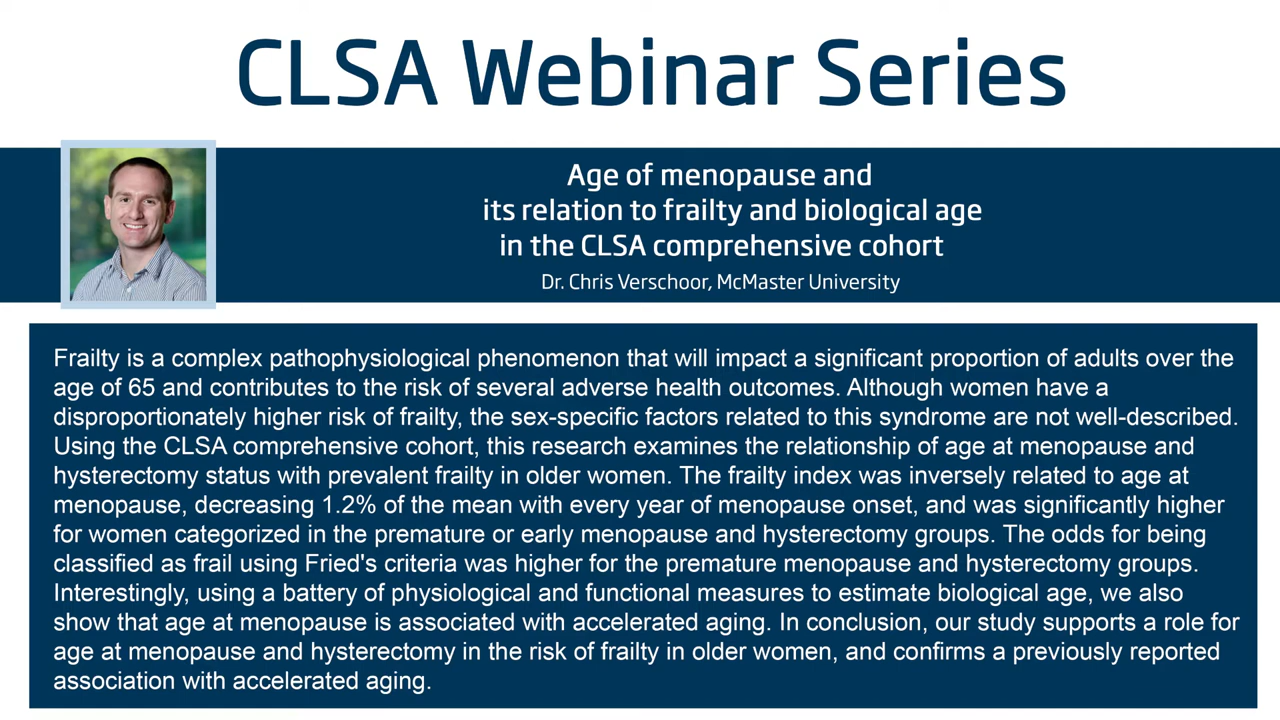 CLSA Webinar Series
Age of menopause and
its relation to frailty and biological age
in the CLSA comprehensive cohort
Dr. Chris Verschoor, McMaster University
Frailty is a complex pathophysiological phenomenon that will impact a significant proportion of adults over the
age of 65 and contributes to the risk of several adverse health outcomes. Although women have a
disproportionately higher risk of frailty, the sex-specific factors related to this syndrome are not well-described.
Using the CLSA comprehensive cohort, this research examines the relationship of age at menopause and
hysterectomy status with prevalent frailty in older women. The frailty index was inversely related to age at
menopause, decreasing 1.2% of the mean with every year of menopause onset, and was significantly higher
for women categorized in the premature or early menopause and hysterectomy groups. The odds for being
classified as frail using Fried's criteria was higher for the premature menopause and hysterectomy groups.
Interestingly, using a battery of physiological and functional measures to estimate biological age, we also
show that age at menopause is associated with accelerated aging. In conclusion, our study supports a role for
age at menopause and hysterectomy in the risk of frailty in older women, and confirms a previously reported
association with accelerated aging.